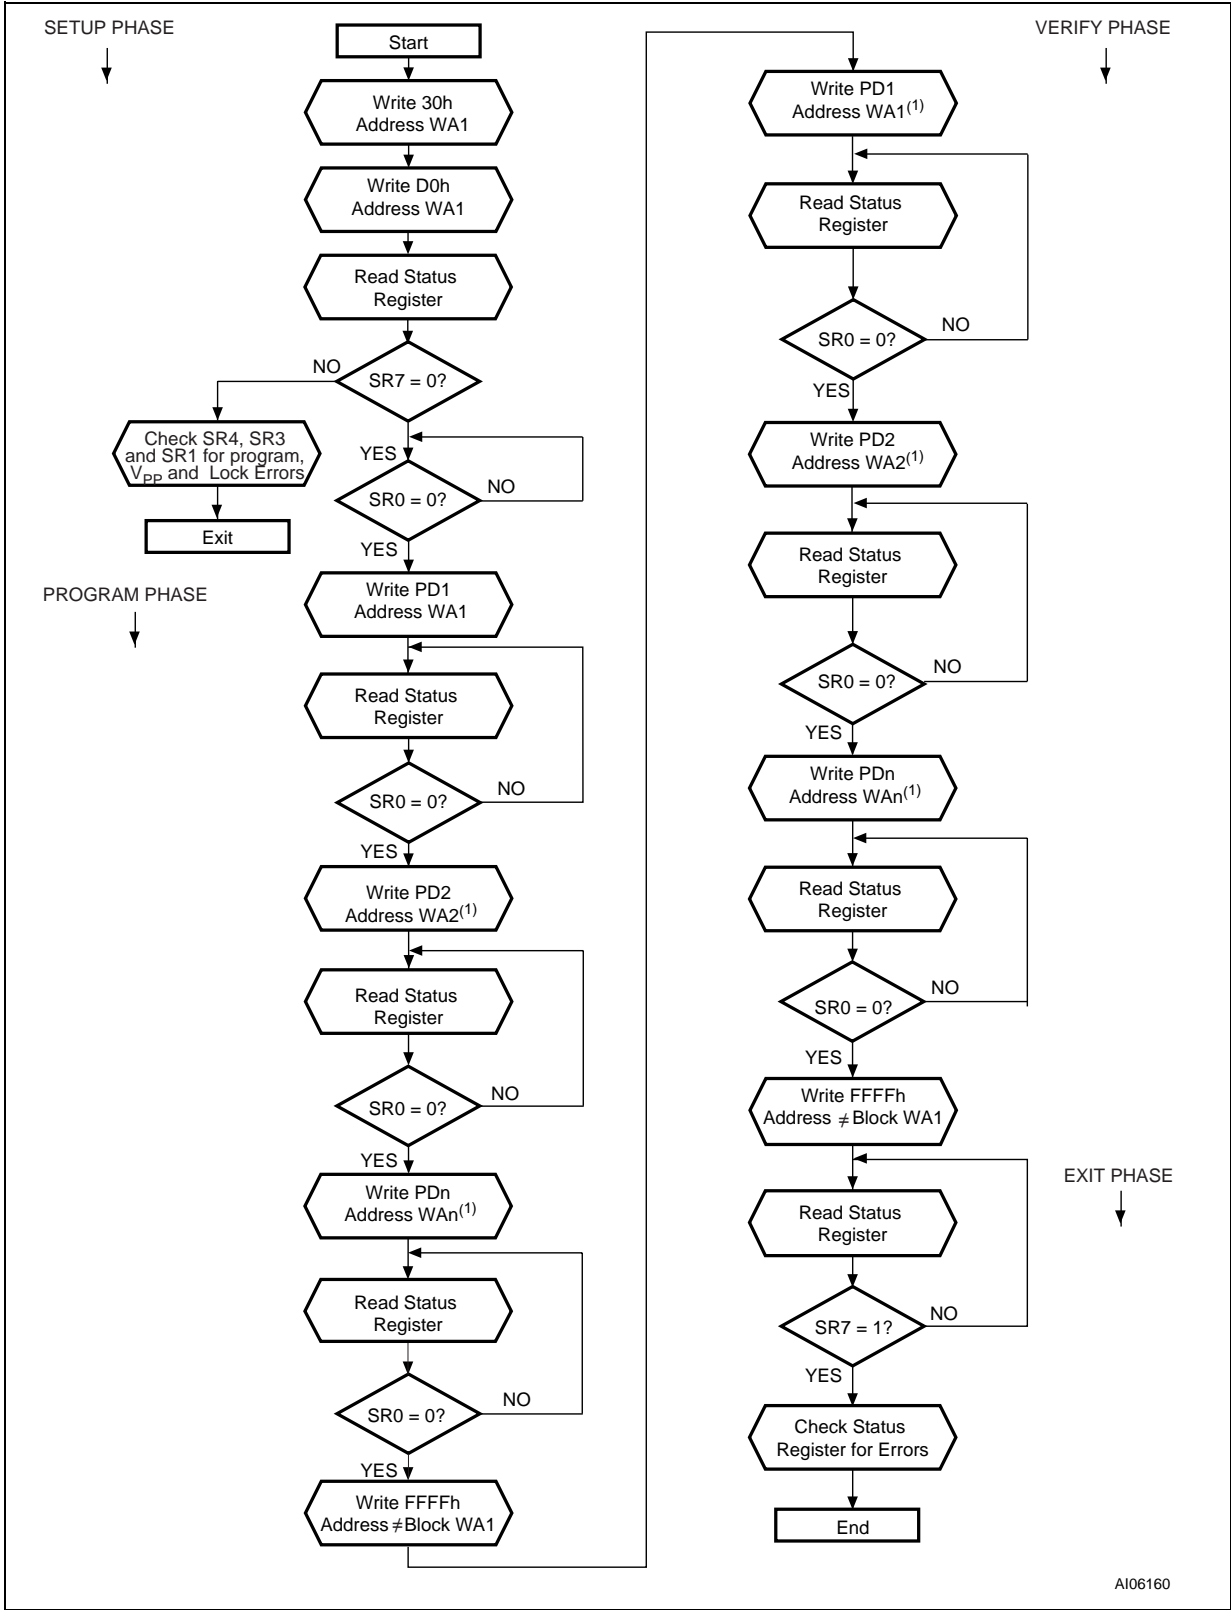 SETUP PHASE
Start
Write 30h
Address WA1
Write D0h
Address WA1
Read Status
Register
NO
SR7 = 0?
Check SR4, SR3
and SR1 for program,
VPP and Lock Errors
Exit
YES
SR0 = 0?
NO
YES
PROGRAM PHASE
Write PD1
Address WA1
Read Status
Register
SR0 = 0?
NO
YES
Write PD2
Address WA2(1)
Read Status
Register
SR0 = 0?
NO
YES
Write PDn
Address WAn(1)
Read Status
Register
SR0 = 0?
NO
YES
Write FFFFh
Address ≠Block WA1
VERIFY PHASE
Write PD1
Address WA1(1)
Read Status
Register
SR0 = 0?
NO
YES
Write PD2
Address WA2(1)
Read Status
Register
SR0 = 0?
NO
YES
Write PDn
Address WAn(1)
Read Status
Register
SR0 = 0?
NO
YES
Write FFFFh
Address ≠Block WA1
EXIT PHASE
Read Status
Register
SR7 = 1?
NO
YES
Check Status
Register for Errors
End
AI06160